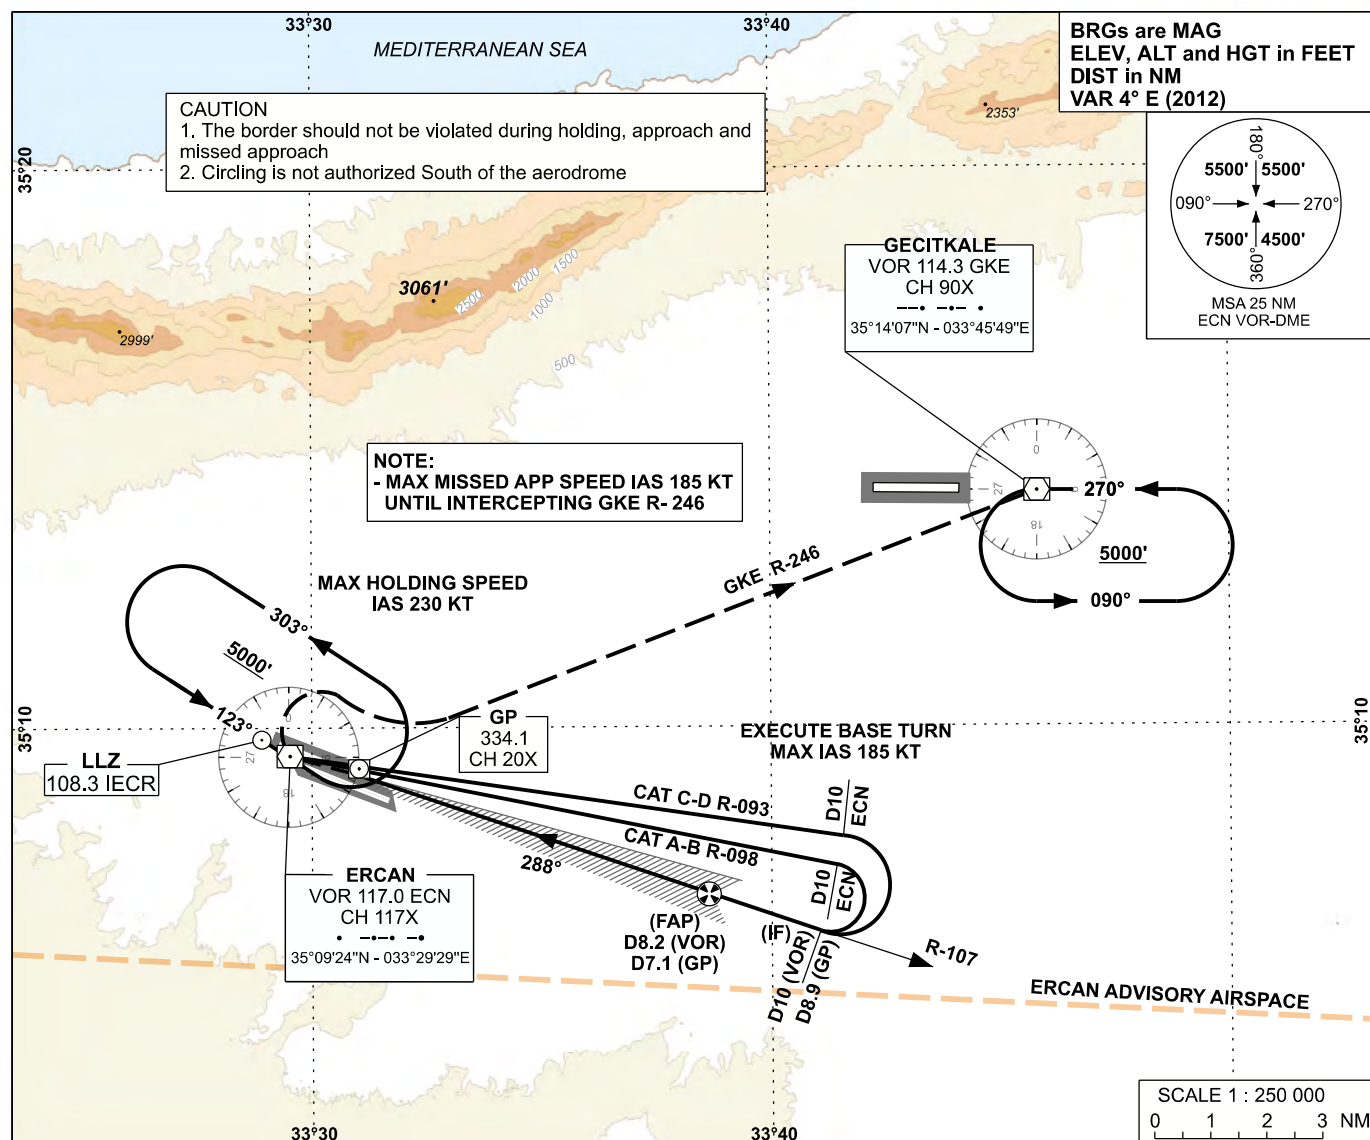 33°30'
33°40'
MEDITERRANEAN SEA
BRGs are MAG
ELEV, ALT and HGT in FEET
DIST in NM
VAR 4° E (2012)
CAUTION
1. The border should not be violated during holding, approach and
missed approach
2. Circling is not authorized South of the aerodrome
2353'
35°20
180°
5500' 5500'
090° 270°
7500' 4500'
360°
MSA 25 NM
ECN VOR-DME
GECITKALE
VOR 114.3 GKE
CH 90X
35°14'07"N - 033°45'49"E
3061'
2999'
2500
2000
1500
1000
500
NOTE:
- MAX MISSED APP SPEED IAS 185 KT
UNTIL INTERCEPTING GKE R- 246
0
27
18
270°
5000'
090°
GKE R-246
MAX HOLDING SPEED
IAS 230 KT
303°
5000'
123°
0
27
18
35°10
35°10
LLZ
108.3 IECR
GP
334.1
CH 20X
EXECUTE BASE TURN
MAX IAS 185 KT
CAT C-D R-093
D10
ECN
CAT A-B R-098
D10
ECN
288°
ERCAN
VOR 117.0 ECN
CH 117X
35°09'24"N - 033°29'29"E
(FAP)
D8.2 (VOR)
D7.1 (GP)
(IF)
D10 (VOR)
D8.9 (GP)
R-107
ERCAN ADVISORY AIRSPACE
SCALE 1 : 250 000
0 1 2 3 NM
33°30
33°40